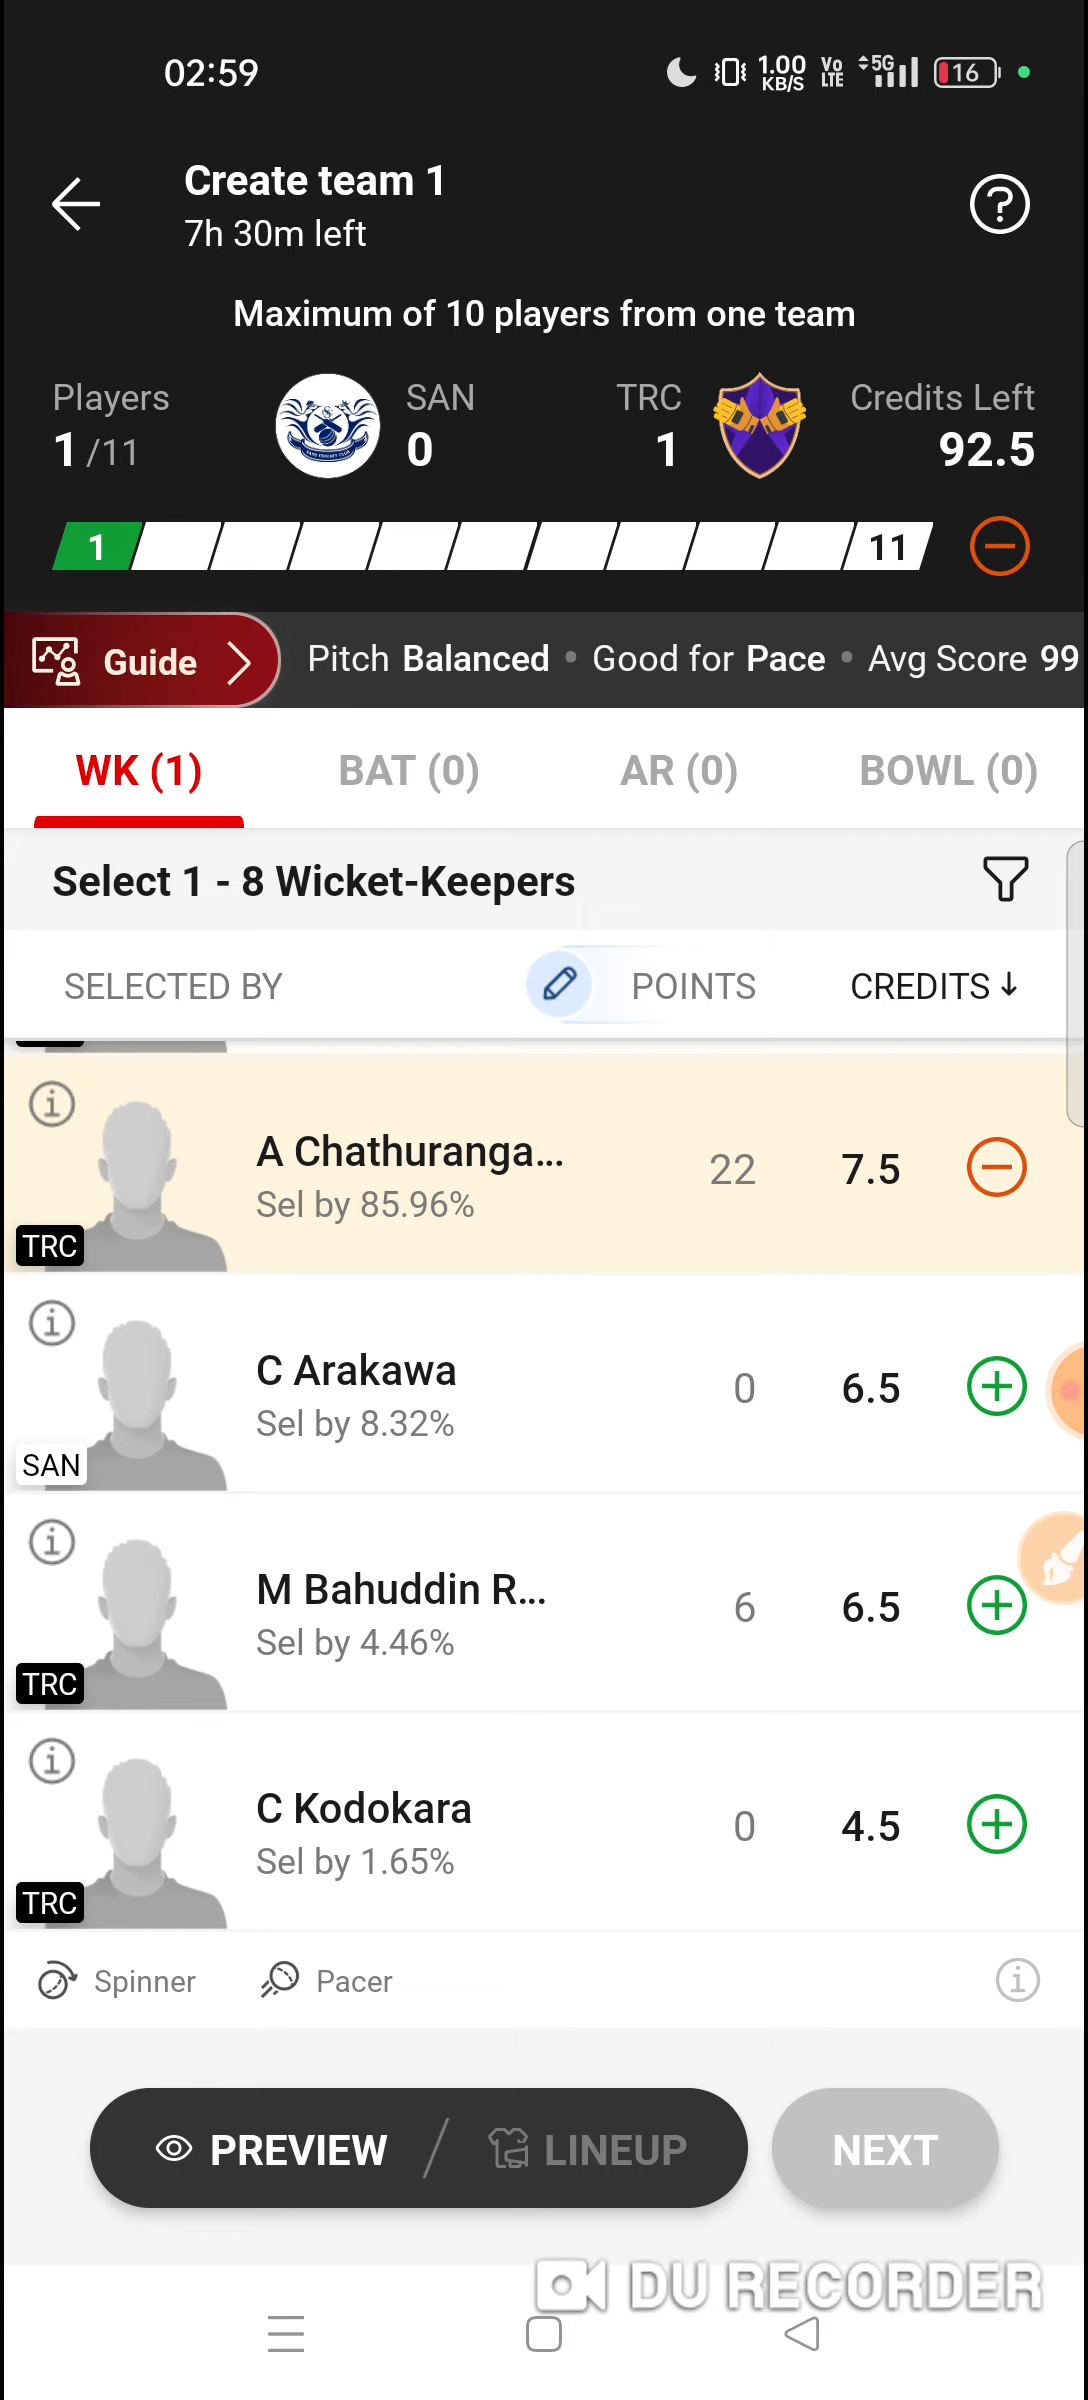 02:59
1.00 KB/S Vo LTE 5G 16
Create team 1
7h 30m left
Maximum of 10 players from one team
Players SAN TRC Credits Left
1/11 0 1 92.5
1 11
Guide Pitch Balanced • Good for Pace • Avg Score 99
WK (1) BAT (0) AR (0) BOWL (0)
Select 1 - 8 Wicket-Keepers
SELECTED BY POINTS CREDITS ↓
A Chathuranga... 22 7.5
Sel by 85.96%
TRC
C Arakawa 0 6.5
Sel by 8.32%
SAN
M Bahuddin R... 6 6.5
Sel by 4.46%
TRC
C Kodokara 0 4.5
Sel by 1.65%
TRC
Spinner Pacer
PREVIEW / LINEUP NEXT
DU RECORDER